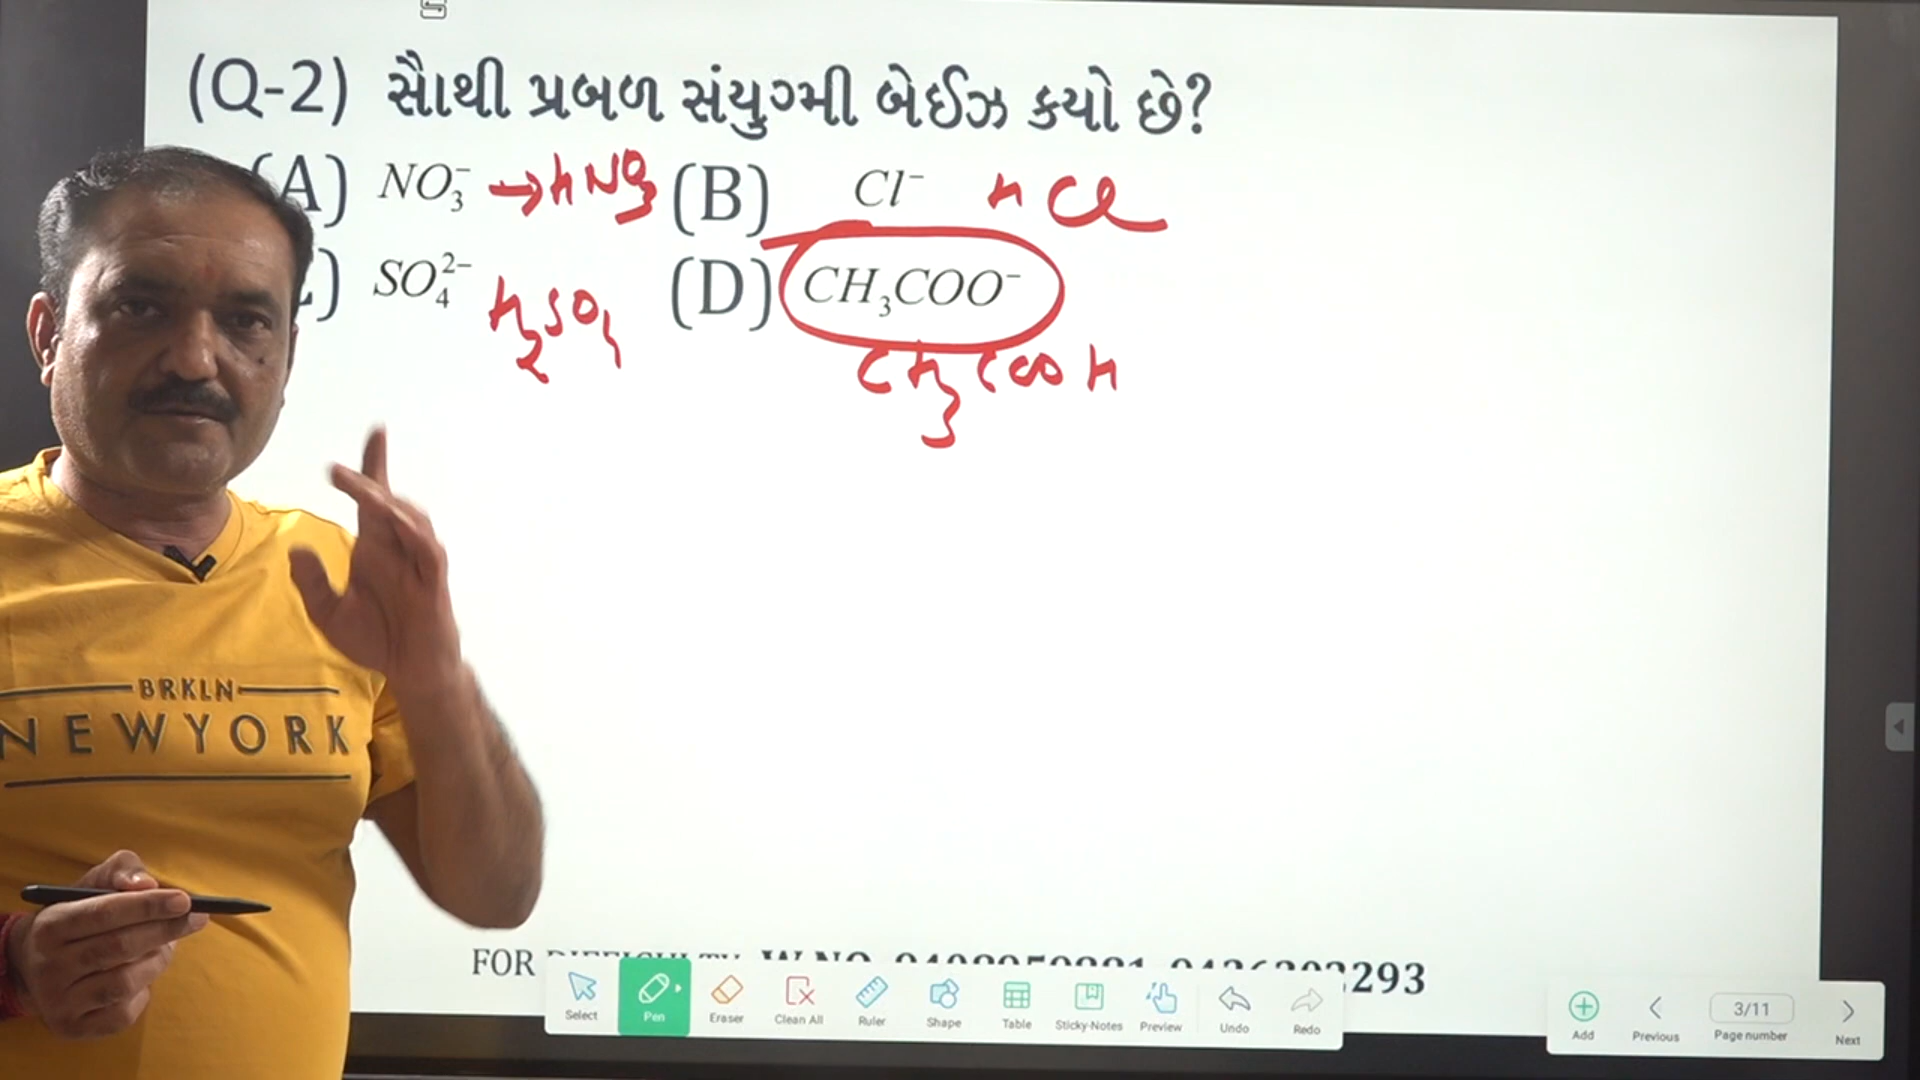 (Q-2) સૌથી પ્રબળ સંયુગ્મી બેઈઝ કયો છે?
A) NO₃⁻ → HNO₃ (B) Cl⁻ HCl
) SO₄²⁻ H₂SO₄ (D) CH₃COO⁻
CH₃COOH
BRKLN
NEWYORK
FOR 293
Select Pen Eraser Clean All Ruler Shape Table Sticky-Notes Preview Undo Redo
Add Previous 3/11 Page number Next